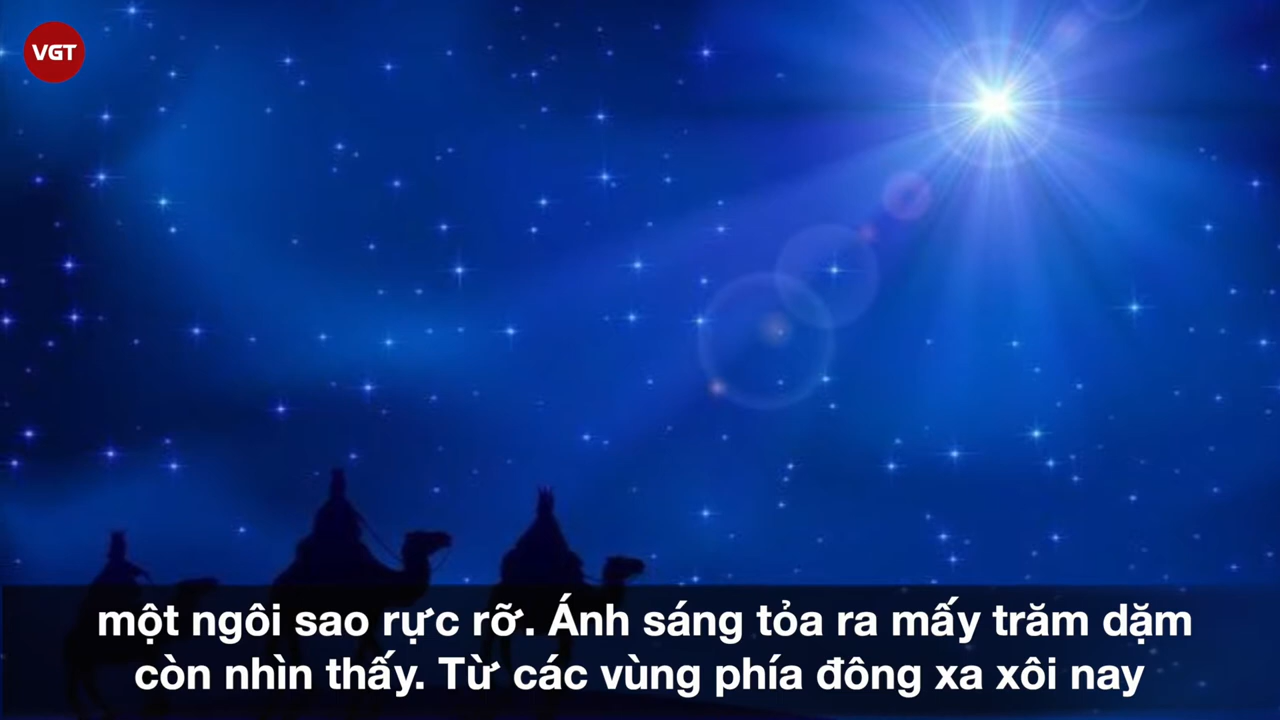 VGT
một ngôi sao rực rỡ. Ánh sáng tỏa ra mấy trăm dặm
còn nhìn thấy. Từ các vùng phía đông xa xôi nay